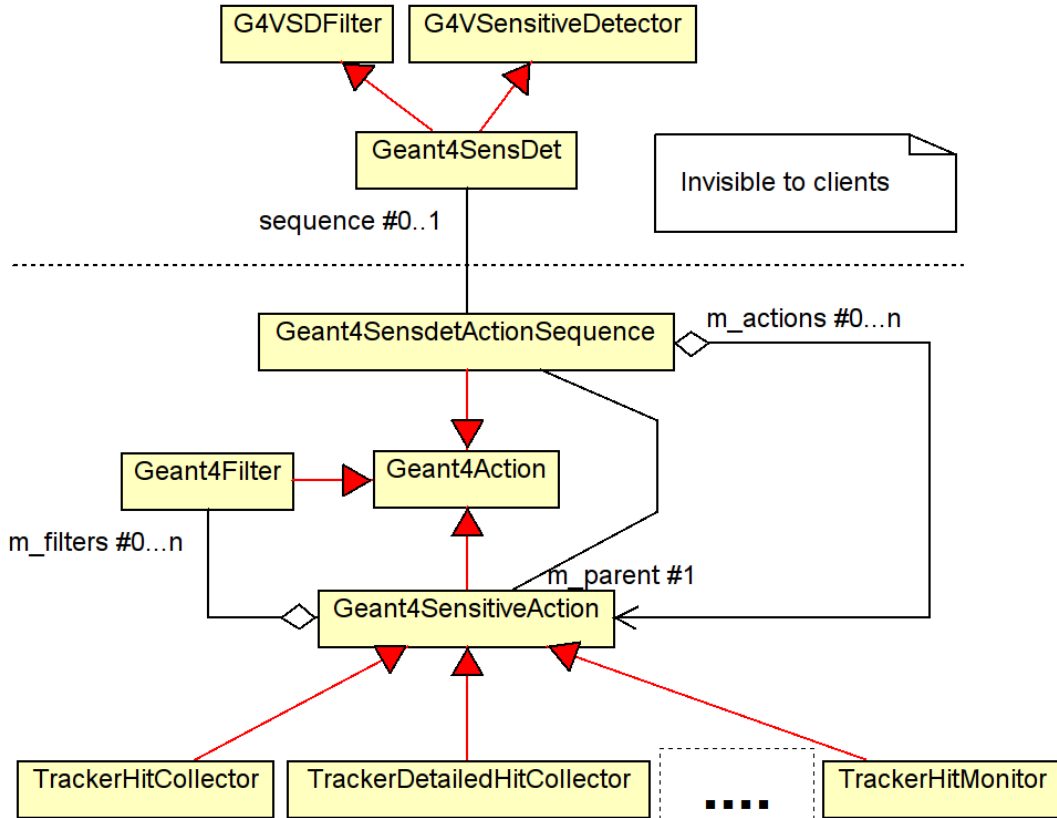 G4VSDFilter
G4VSensitiveDetector
Geant4SensDet
Invisible to clients
sequence #0..1
Geant4SensdetActionSequence
m_actions #0...n
Geant4Filter
Geant4Action
m_filters #0...n
m_parent #1
Geant4SensitiveAction
TrackerHitCollector
TrackerDetailedHitCollector
....
TrackerHitMonitor